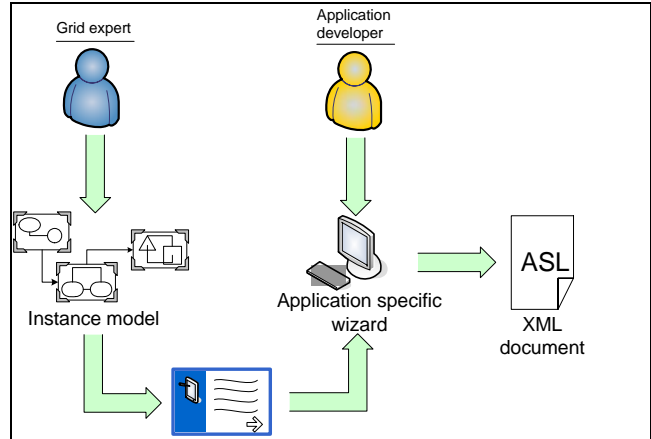 Grid expert
Application
developer
Instance model
Application specific
wizard
ASL
XML
document